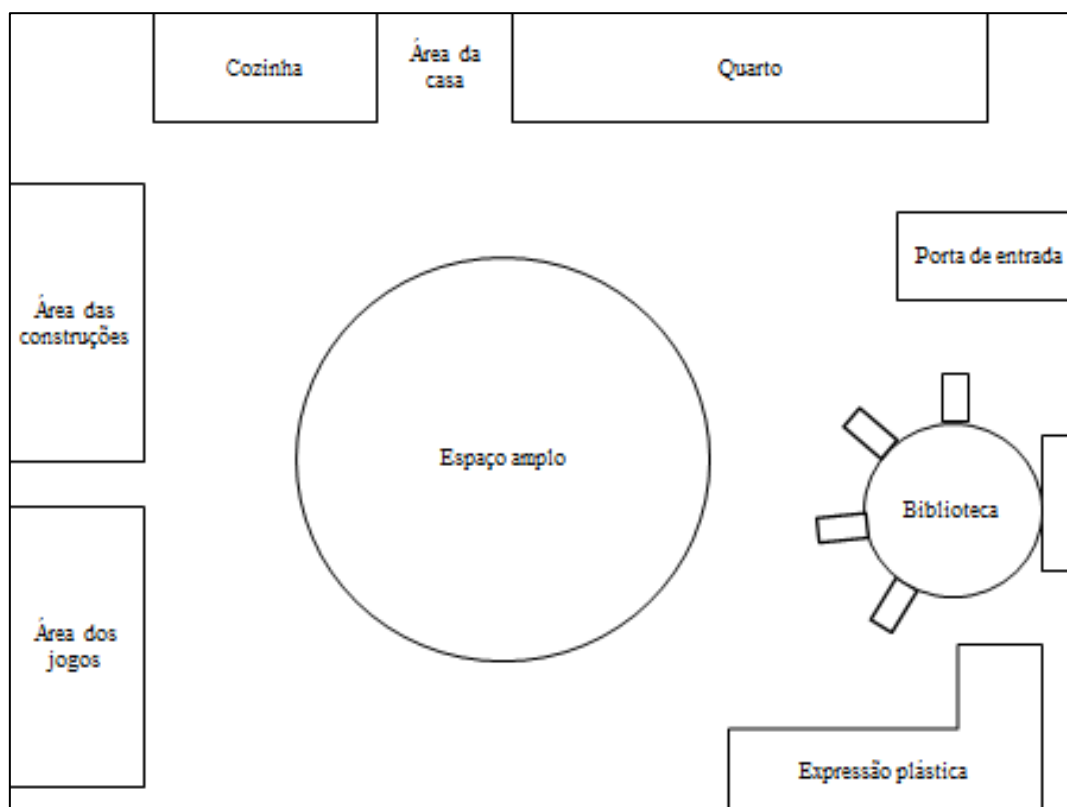 Cozinha
Área da
casa
Quarto
Porta de entrada
Área das
construções
Espaço amplo
Biblioteca
Área dos
jogos
Expressão plástica